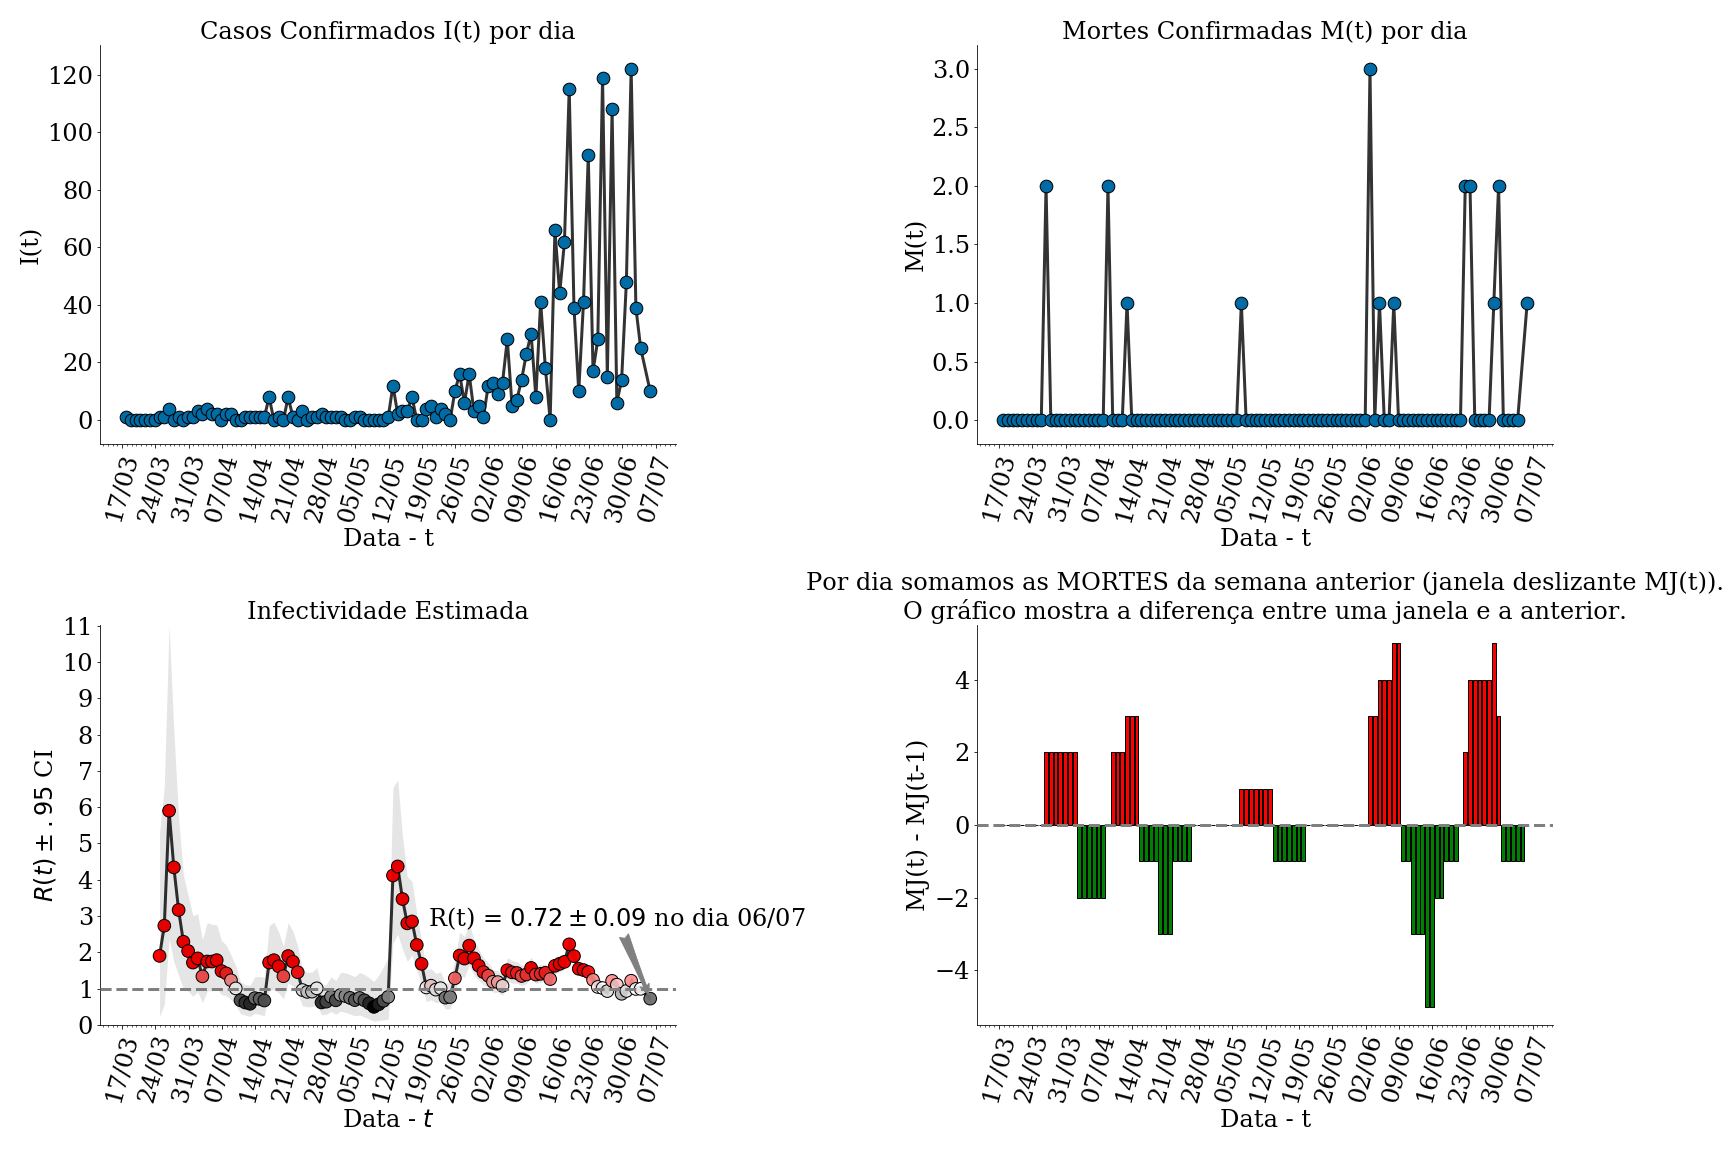 Casos Confirmados I(t) por dia
I(t)
120
100
80
60
40
20
0
17/03 24/03 31/03 07/04 14/04 21/04 28/04 05/05 12/05 19/05 26/05 02/06 09/06 16/06 23/06 30/06 07/07
Data - t
Mortes Confirmadas M(t) por dia
M(t)
3.0
2.5
2.0
1.5
1.0
0.5
0.0
17/03 24/03 31/03 07/04 14/04 21/04 28/04 05/05 12/05 19/05 26/05 02/06 09/06 16/06 23/06 30/06 07/07
Data - t
Infectividade Estimada
R(t) ± .95 CI
11
10
9
8
7
6
5
4
3
2
1
0
R(t) = 0.72 ± 0.09 no dia 06/07
17/03 24/03 31/03 07/04 14/04 21/04 28/04 05/05 12/05 19/05 26/05 02/06 09/06 16/06 23/06 30/06 07/07
Data - t
Por dia somamos as MORTES da semana anterior (janela deslizante MJ(t)).
O gráfico mostra a diferença entre uma janela e a anterior.
MJ(t) - MJ(t-1)
4
2
0
−2
−4
17/03 24/03 31/03 07/04 14/04 21/04 28/04 05/05 12/05 19/05 26/05 02/06 09/06 16/06 23/06 30/06 07/07
Data - t